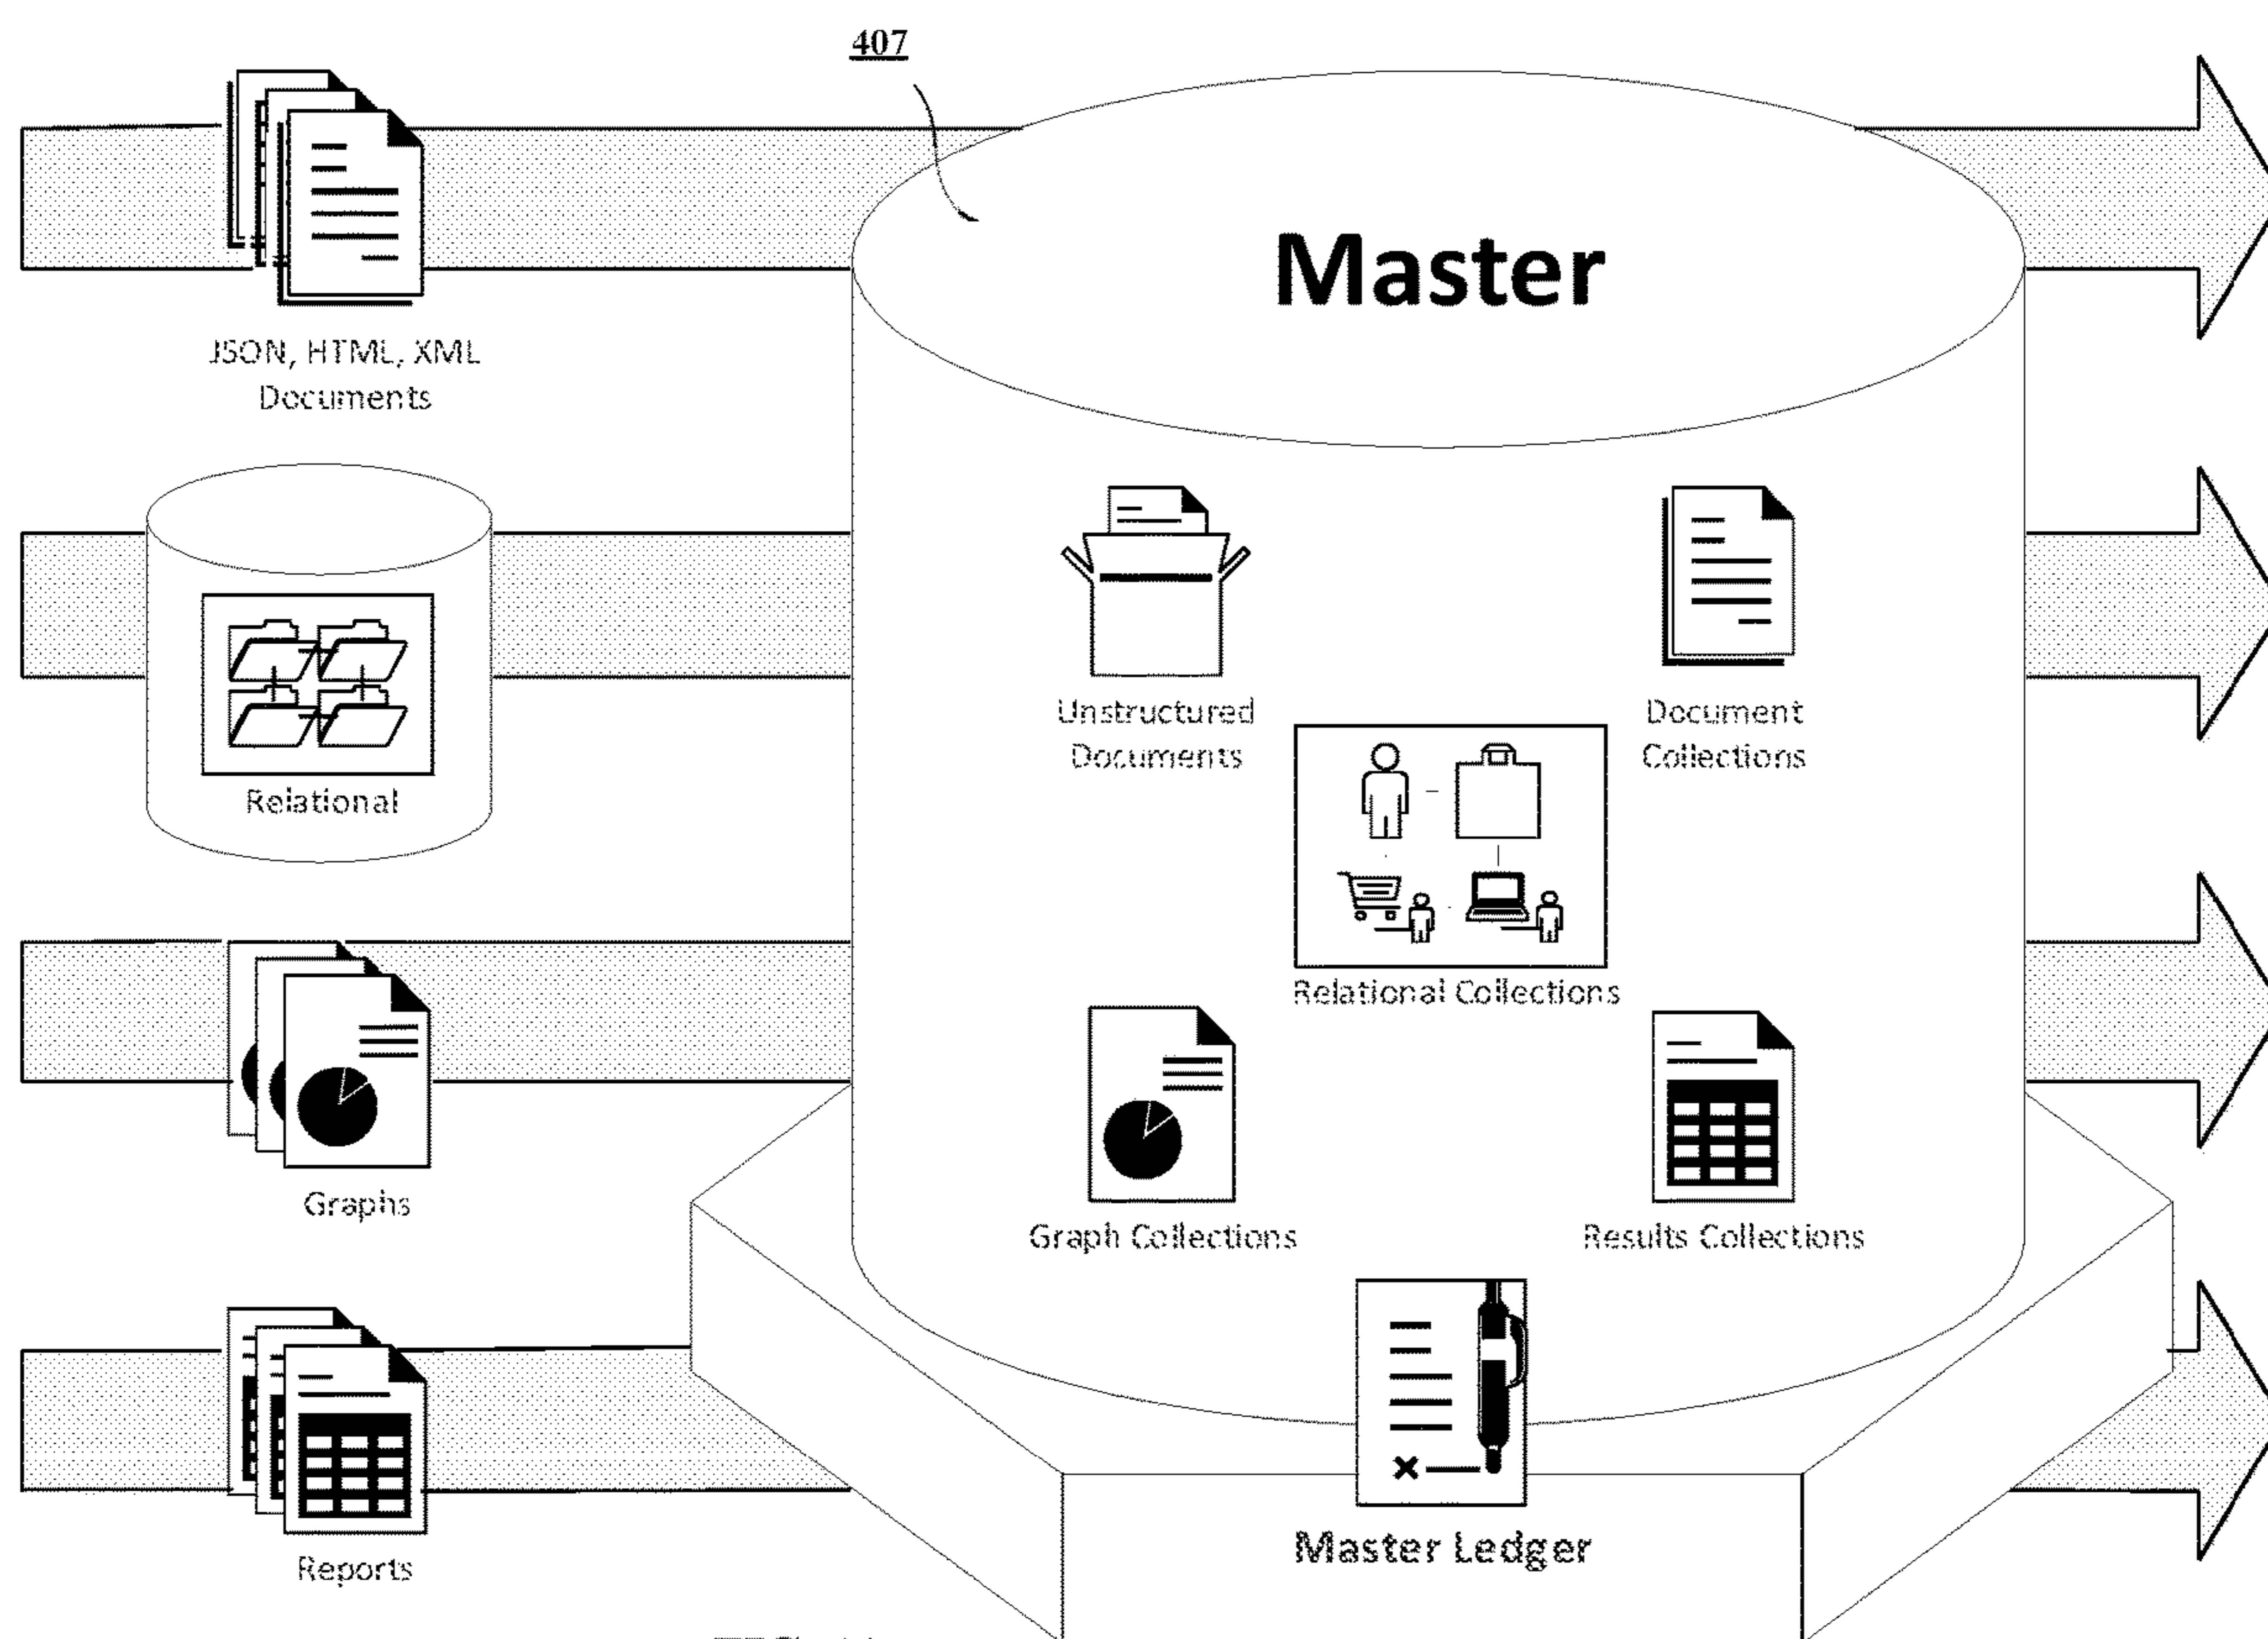 407
Master
JSON, HTML, XML
Documents
Unstructured
Documents
Document
Collections
Relational
Relational Collections
Graphs
Graph Collections
Results Collections
Master Ledger
Reports